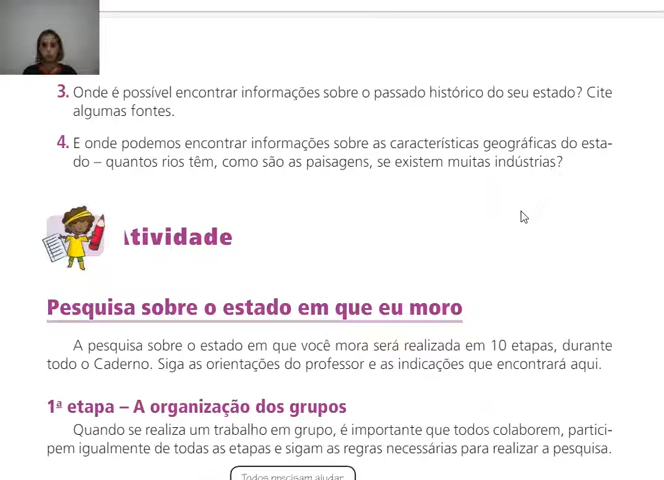 3. Onde é possível encontrar informações sobre o passado histórico do seu estado? Cite
algumas fontes.
4. E onde podemos encontrar informações sobre as características geográficas do esta-
do – quantos rios têm, como são as paisagens, se existem muitas indústrias?
Atividade
Pesquisa sobre o estado em que eu moro
A pesquisa sobre o estado em que você mora será realizada em 10 etapas, durante
todo o Caderno. Siga as orientações do professor e as indicações que encontrará aqui.
1ª etapa – A organização dos grupos
Quando se realiza um trabalho em grupo, é importante que todos colaborem, partici-
pem igualmente de todas as etapas e sigam as regras necessárias para realizar a pesquisa.
Todos precisam ajudar